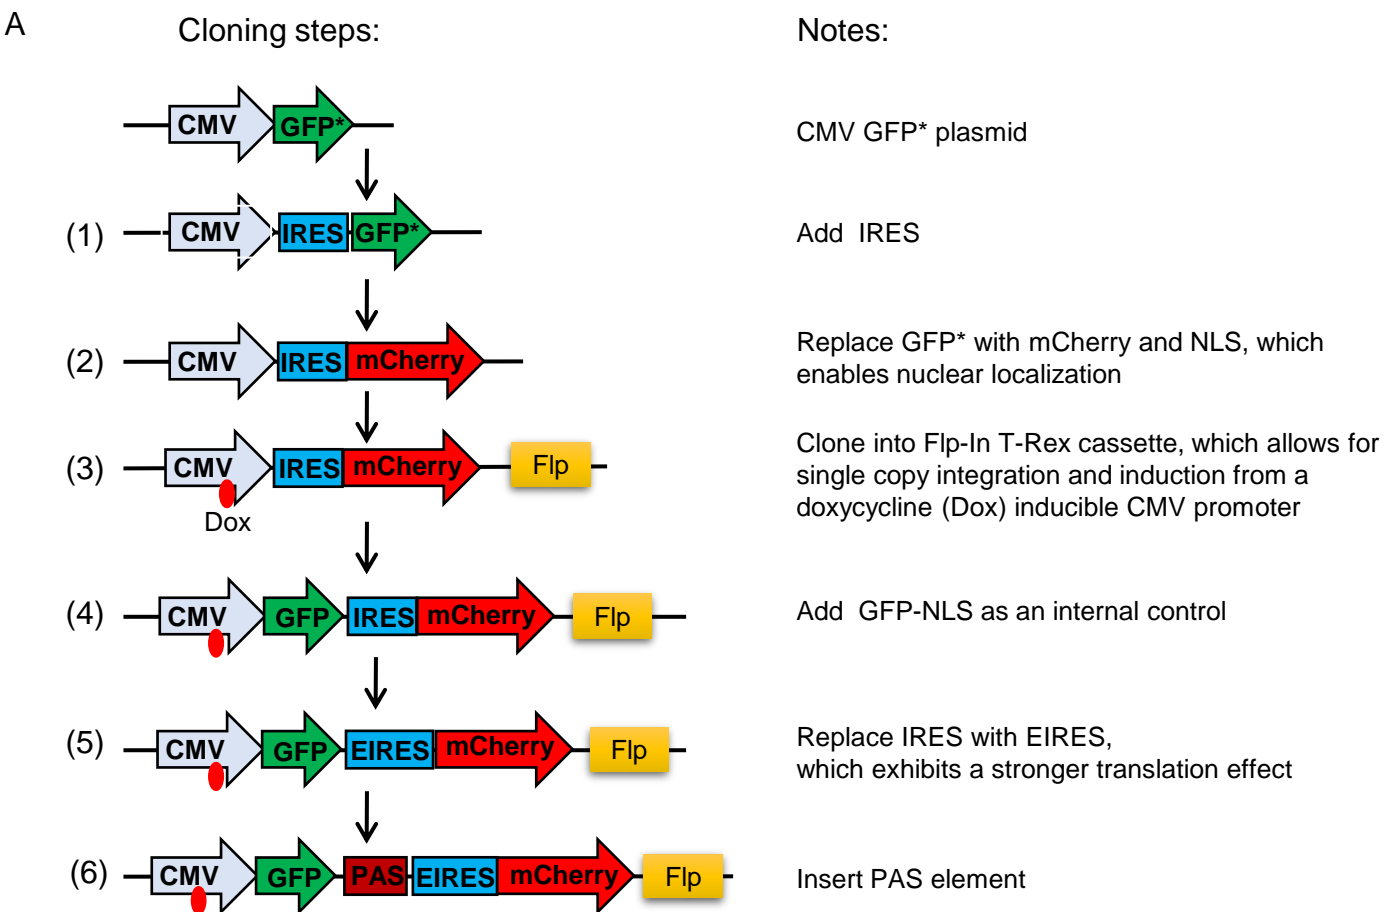 A
Cloning steps:
Notes:
CMV GFP*
CMV GFP* plasmid
(1) CMV IRES GFP*
Add IRES
(2) CMV IRES mCherry
Replace GFP* with mCherry and NLS, which
enables nuclear localization
(3) CMV IRES mCherry Flp
Dox
Clone into Flp-In T-Rex cassette, which allows for
single copy integration and induction from a
doxycycline (Dox) inducible CMV promoter
(4) CMV GFP IRES mCherry Flp
Add GFP-NLS as an internal control
(5) CMV GFP EIRES mCherry Flp
Replace IRES with EIRES,
which exhibits a stronger translation effect
(6) CMV GFP PAS EIRES mCherry Flp
Insert PAS element